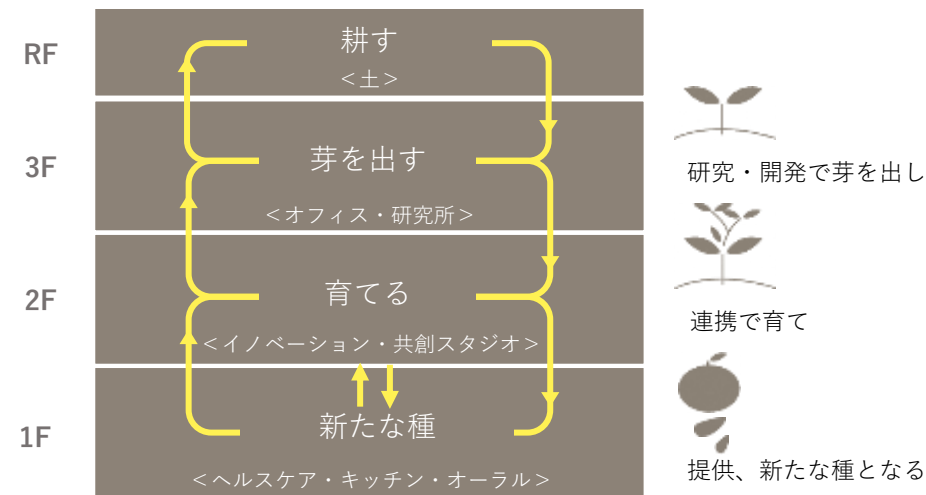 RF
耕す
＜土＞
3F
芽を出す
＜オフィス・研究所＞
研究・開発で芽を出し
2F
育てる
＜イノベーション・共創スタジオ＞
連携で育て
1F
新たな種
＜ヘルスケア・キッチン・オーラル＞
提供、新たな種となる